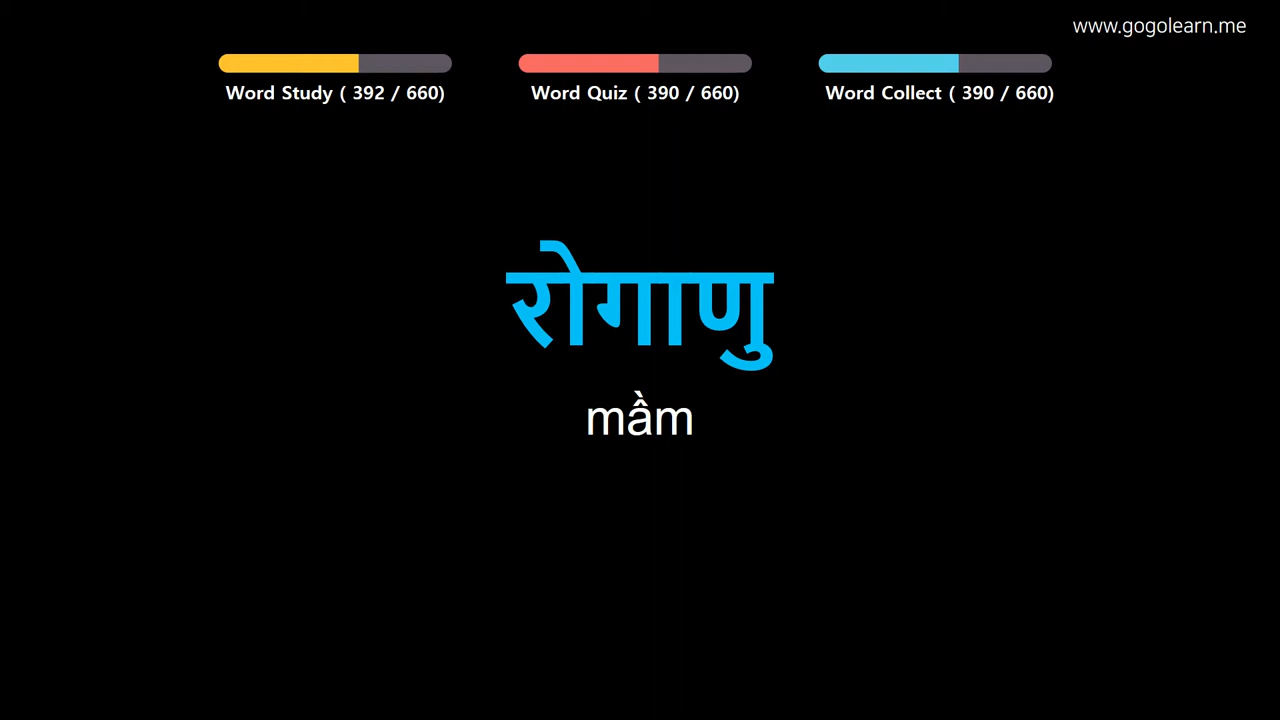 www.gogolearn.me
Word Study ( 392 / 660)
Word Quiz ( 390 / 660)
Word Collect ( 390 / 660)
रोगाणु
mầm